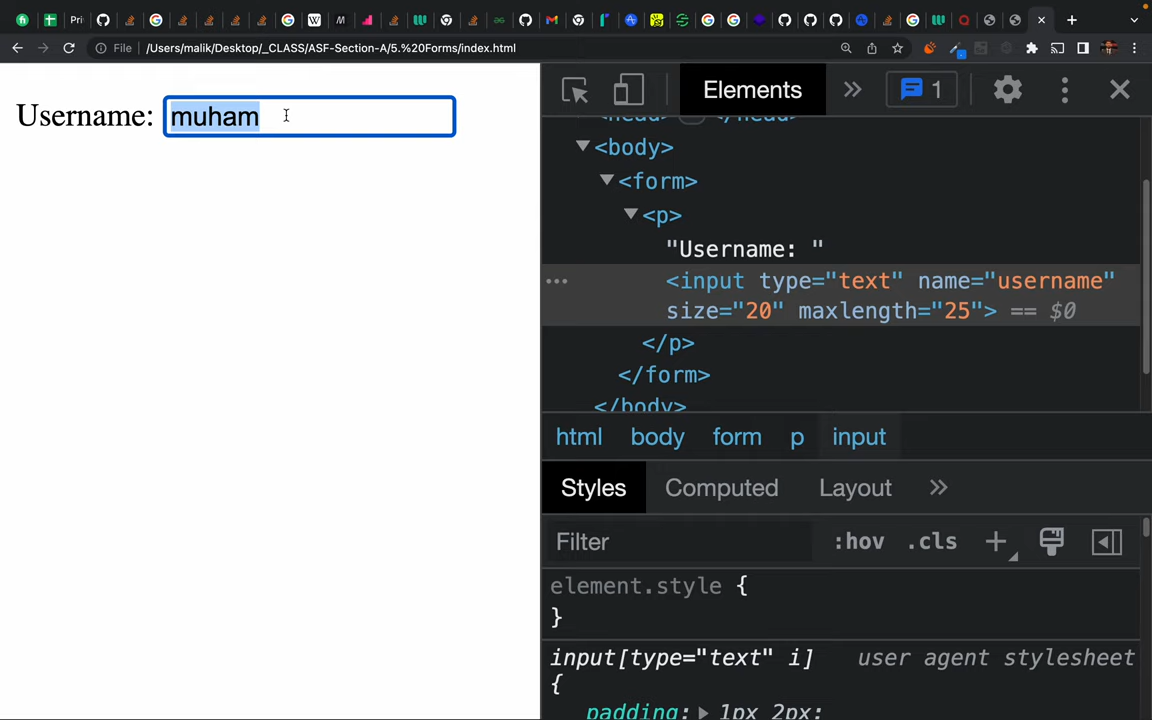 Pri
File
/Users/malik/Desktop/_CLASS/ASF-Section-A/5.%20Forms/index.html
Username: muham
Elements
1
<body>
<form>
<p>
"Username: "
<input type="text" name="username"
size="20" maxlength="25"> == $0
</p>
</form>
</body>
html body form p input
Styles Computed Layout
Filter :hov .cls
element.style {
}
input[type="text" i] user agent stylesheet
{
padding: 1px 2px;